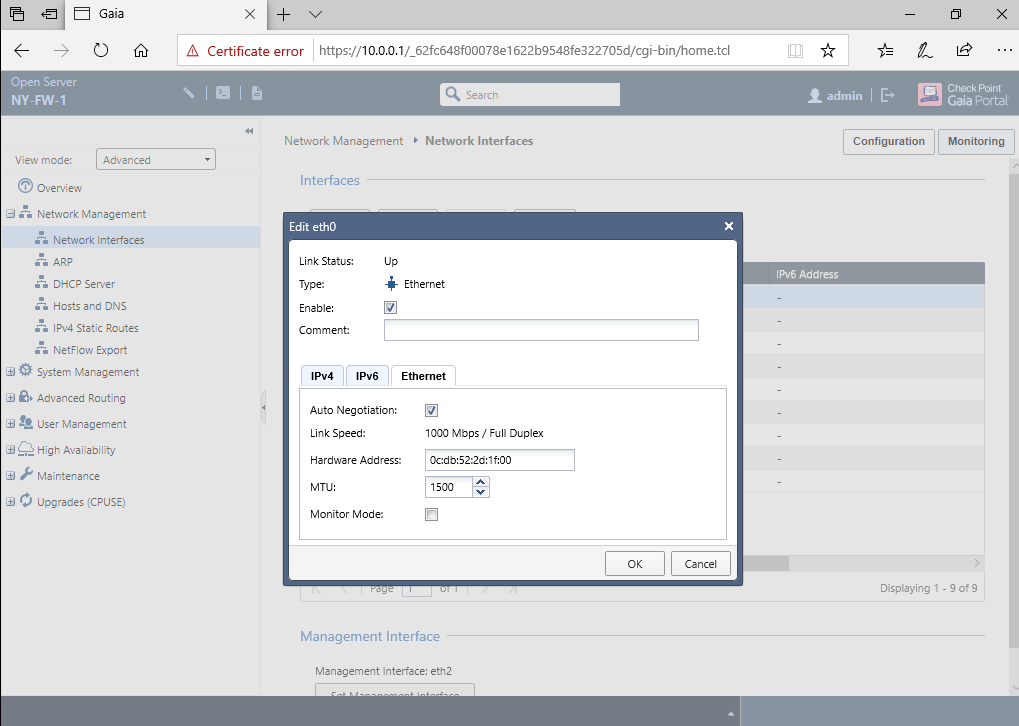 Gaia
Certificate error https://10.0.0.1/_62fc648f00078e1622b9548fe322705d/cgi-bin/home.tcl
Open Server
NY-FW-1
Search
admin
Check Point
Gaia Portal
View mode: Advanced
Overview
Network Management
Network Interfaces
ARP
DHCP Server
Hosts and DNS
IPv4 Static Routes
NetFlow Export
System Management
Advanced Routing
User Management
High Availability
Maintenance
Upgrades (CPUSE)
Network Management Network Interfaces
Configuration Monitoring
Interfaces
IPv6 Address
-
-
-
-
-
-
-
-
-
Edit eth0
Link Status: Up
Type: Ethernet
Enable:
Comment:
IPv4 IPv6 Ethernet
Auto Negotiation:
Link Speed: 1000 Mbps / Full Duplex
Hardware Address: 0c:db:52:2d:1f:00
MTU: 1500
Monitor Mode:
OK Cancel
Page 1 of 1
Displaying 1 - 9 of 9
Management Interface
Management Interface: eth2
Set Management Interface